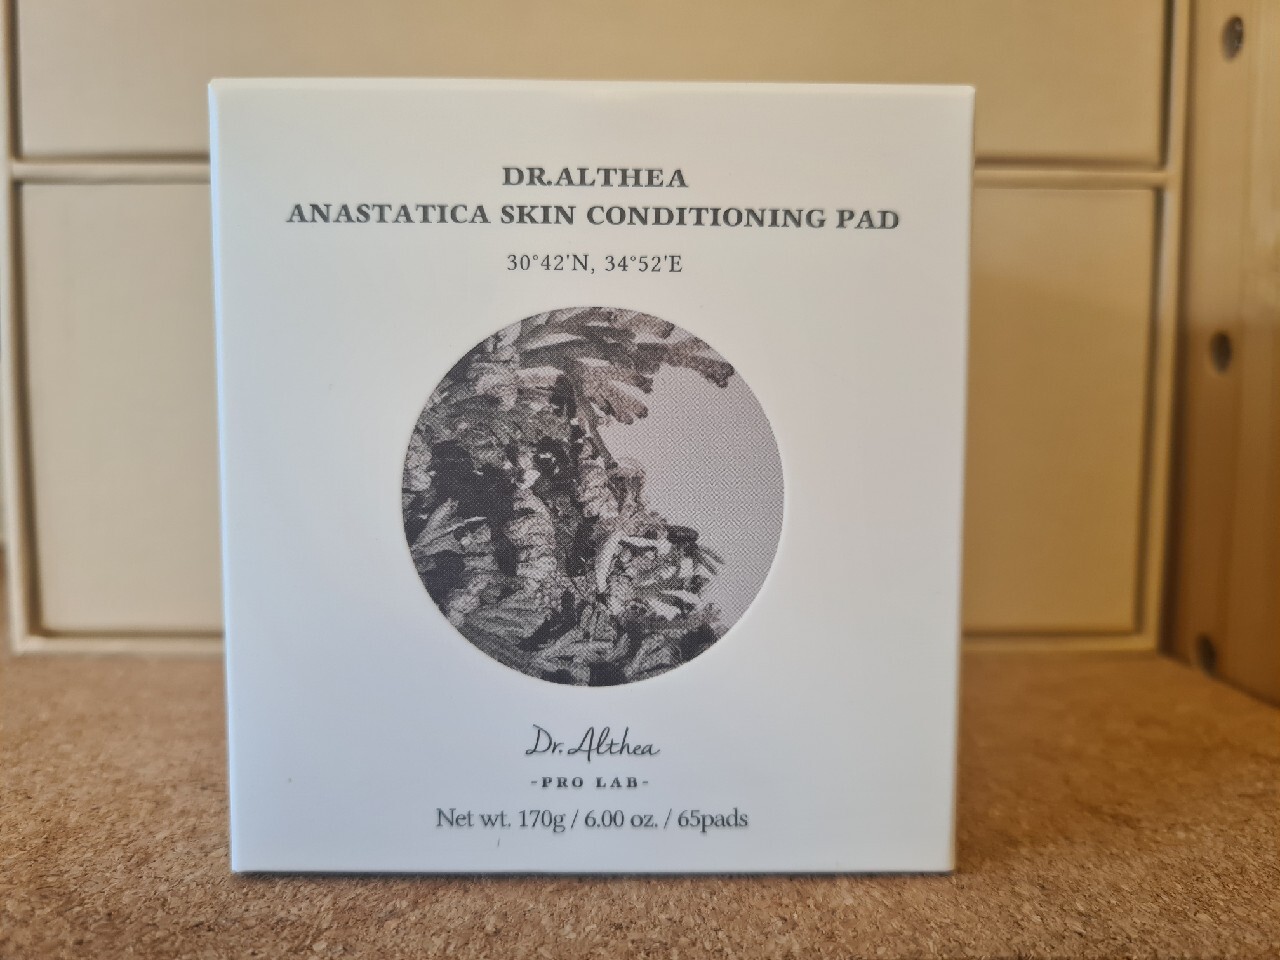 DR.ALTHEA
ANASTATICA SKIN CONDITIONING PAD
30°42'N, 34°52'E
Dr.Althea
-PRO LAB-
Net wt. 170g / 6.00 oz. / 65pads